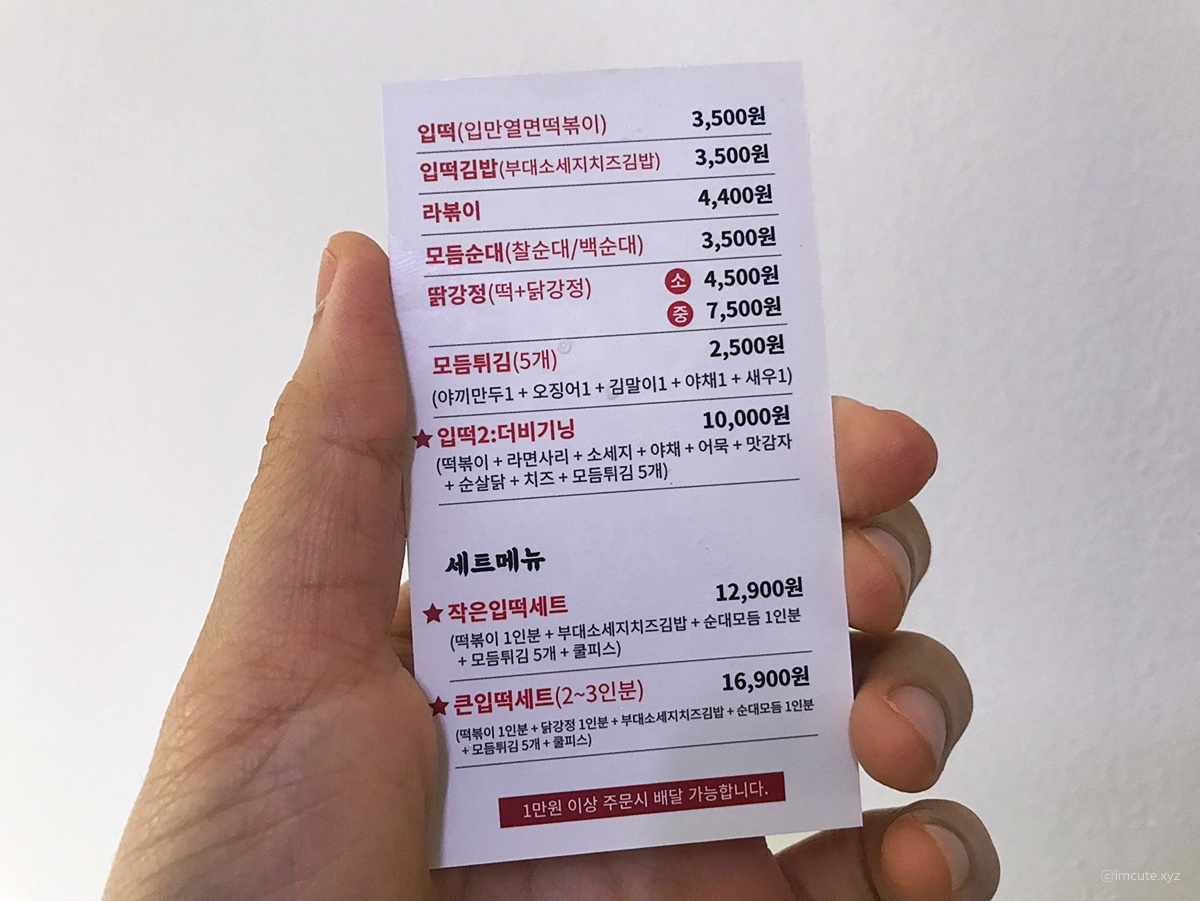 입떡(입만열면떡볶이) 3,500원
입떡김밥(부대소세지치즈김밥) 3,500원
라볶이 4,400원
모듬순대(찰순대/백순대) 3,500원
닭강정(떡+닭강정) 소 4,500원
중 7,500원
모듬튀김(5개) 2,500원
(야끼만두1 + 오징어1 + 김말이1 + 야채1 + 새우1)
★입떡2:더비기닝 10,000원
(떡볶이 + 라면사리 + 소세지 + 야채 + 어묵 + 맛감자
+ 순살닭 + 치즈 + 모듬튀김 5개)
세트메뉴
★작은입떡세트 12,900원
(떡볶이 1인분 + 부대소세지치즈김밥 + 순대모듬 1인분
+ 모듬튀김 5개 + 쿨피스)
★큰입떡세트(2~3인분) 16,900원
(떡볶이 1인분 + 닭강정 1인분 + 부대소세지치즈김밥 + 순대모듬 1인분
+ 모듬튀김 5개 + 쿨피스)
1만원 이상 주문시 배달 가능합니다.
ⓒimcute.xyz